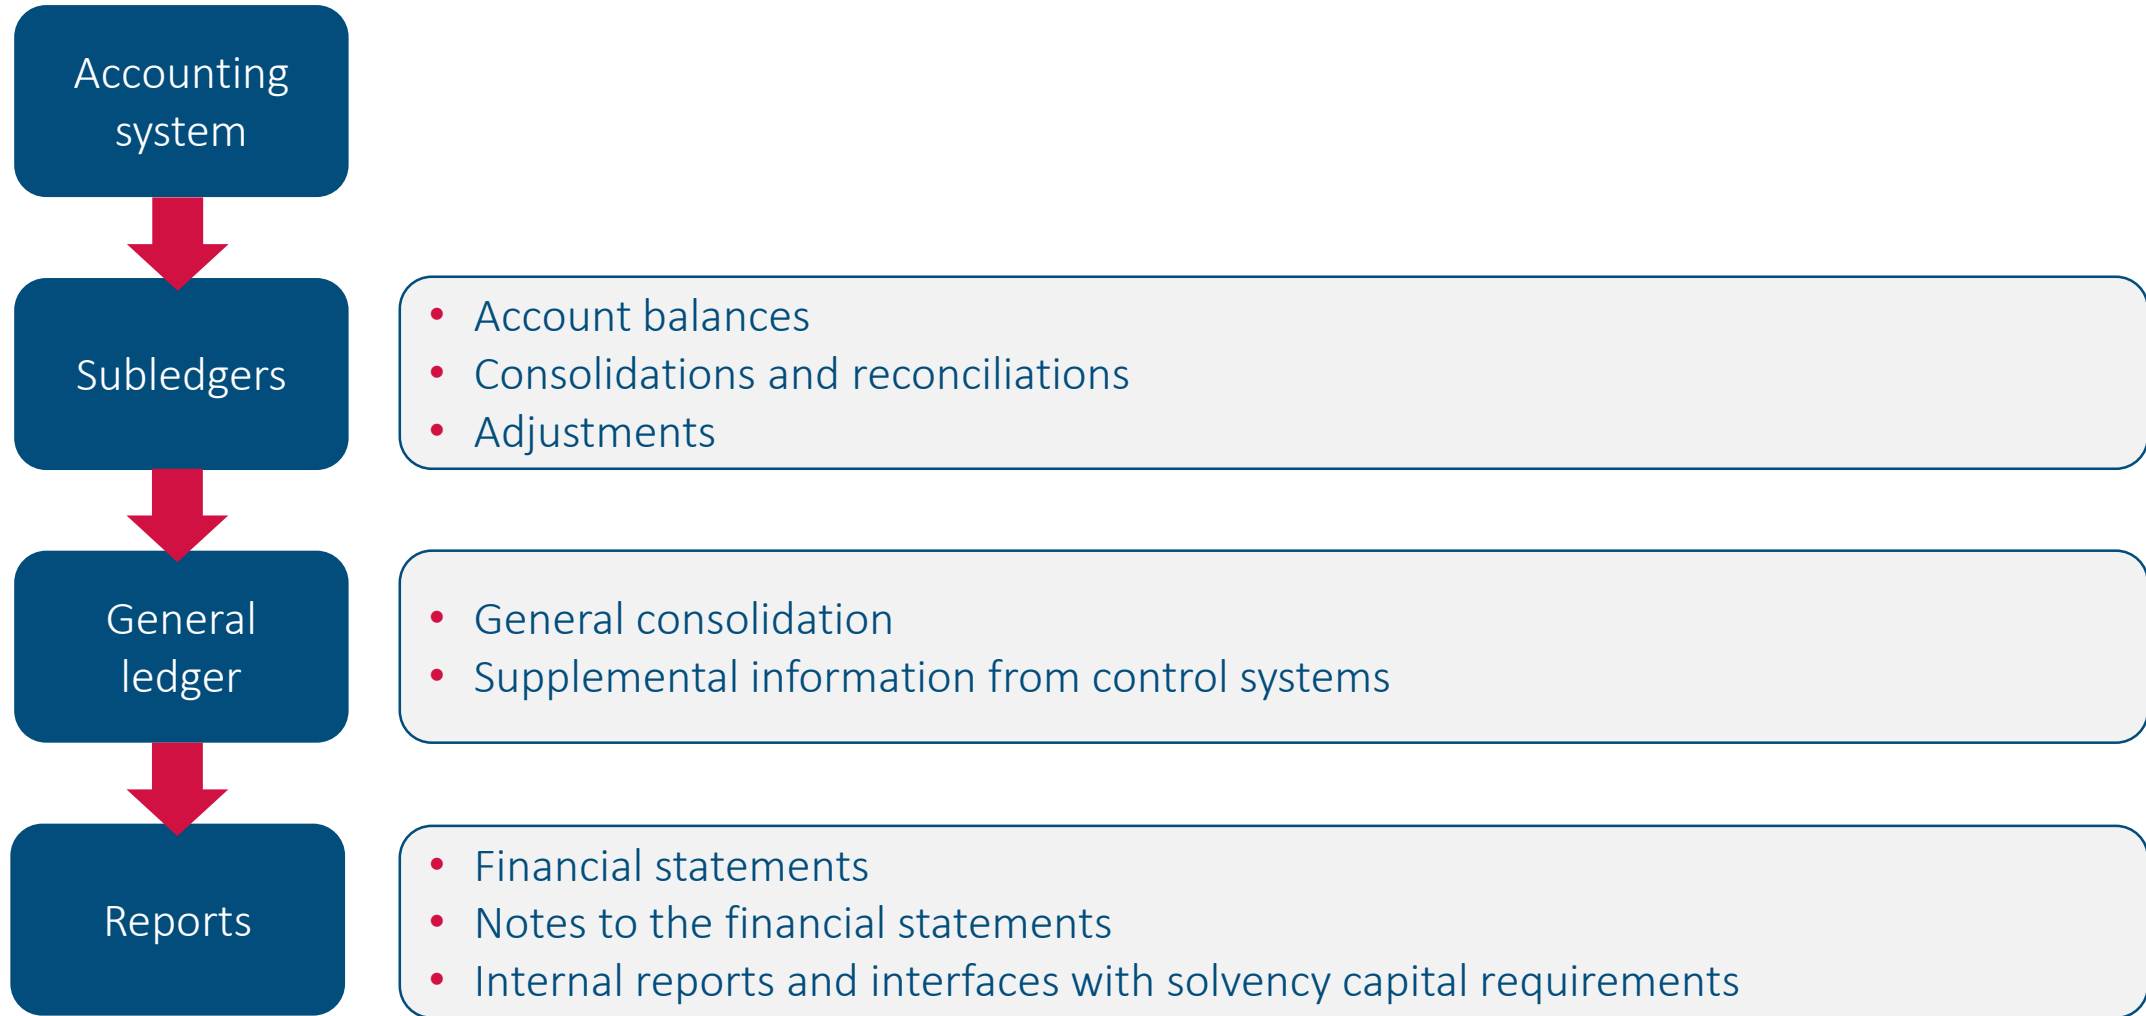 Accounting
system
Subledgers
• Account balances
• Consolidations and reconciliations
• Adjustments
General
ledger
• General consolidation
• Supplemental information from control systems
Reports
• Financial statements
• Notes to the financial statements
• Internal reports and interfaces with solvency capital requirements